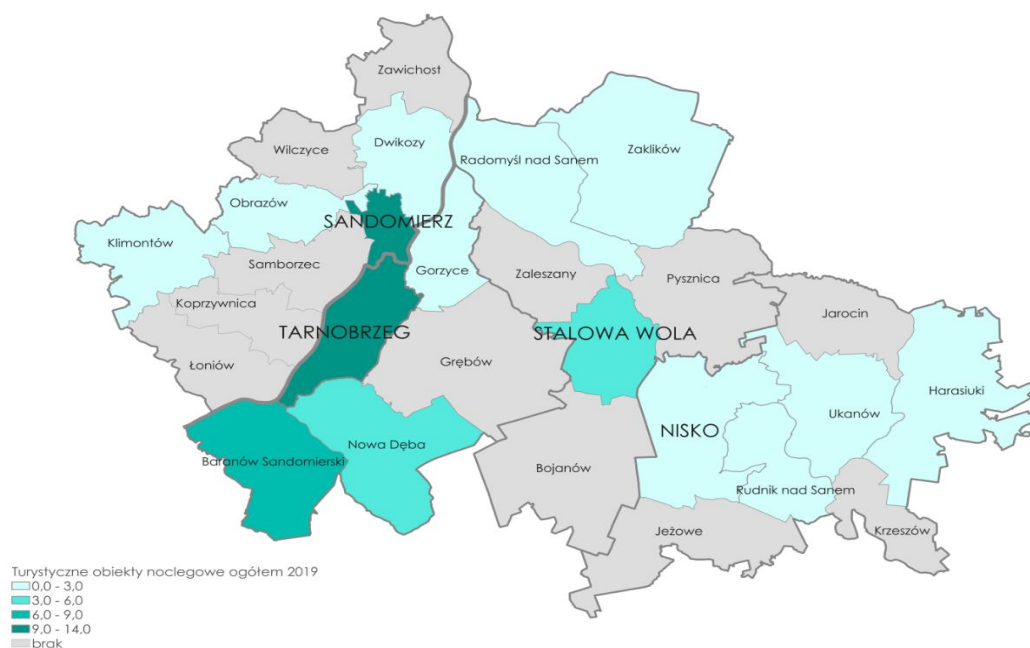 Zawichost
Dwikozy
Wilczyce
Radomyśl nad Sanem
Zaklików
Obrazów
SANDOMIERZ
Klimontów
Samborzec
Gorzyce
Zaleszany
Pysznica
Koprzywnica
Jarocin
TARNOBRZEG
STALOWA WOLA
Łoniów
Grębów
Harasiuki
Ukanów
NISKO
Nowa Dęba
Baranów Sandomierski
Bojanów
Rudnik nad Sanem
Jeżowe
Krzeszów
Turystyczne obiekty noclegowe ogółem 2019
0,0 - 3,0
3,0 - 6,0
6,0 - 9,0
9,0 - 14,0
brak